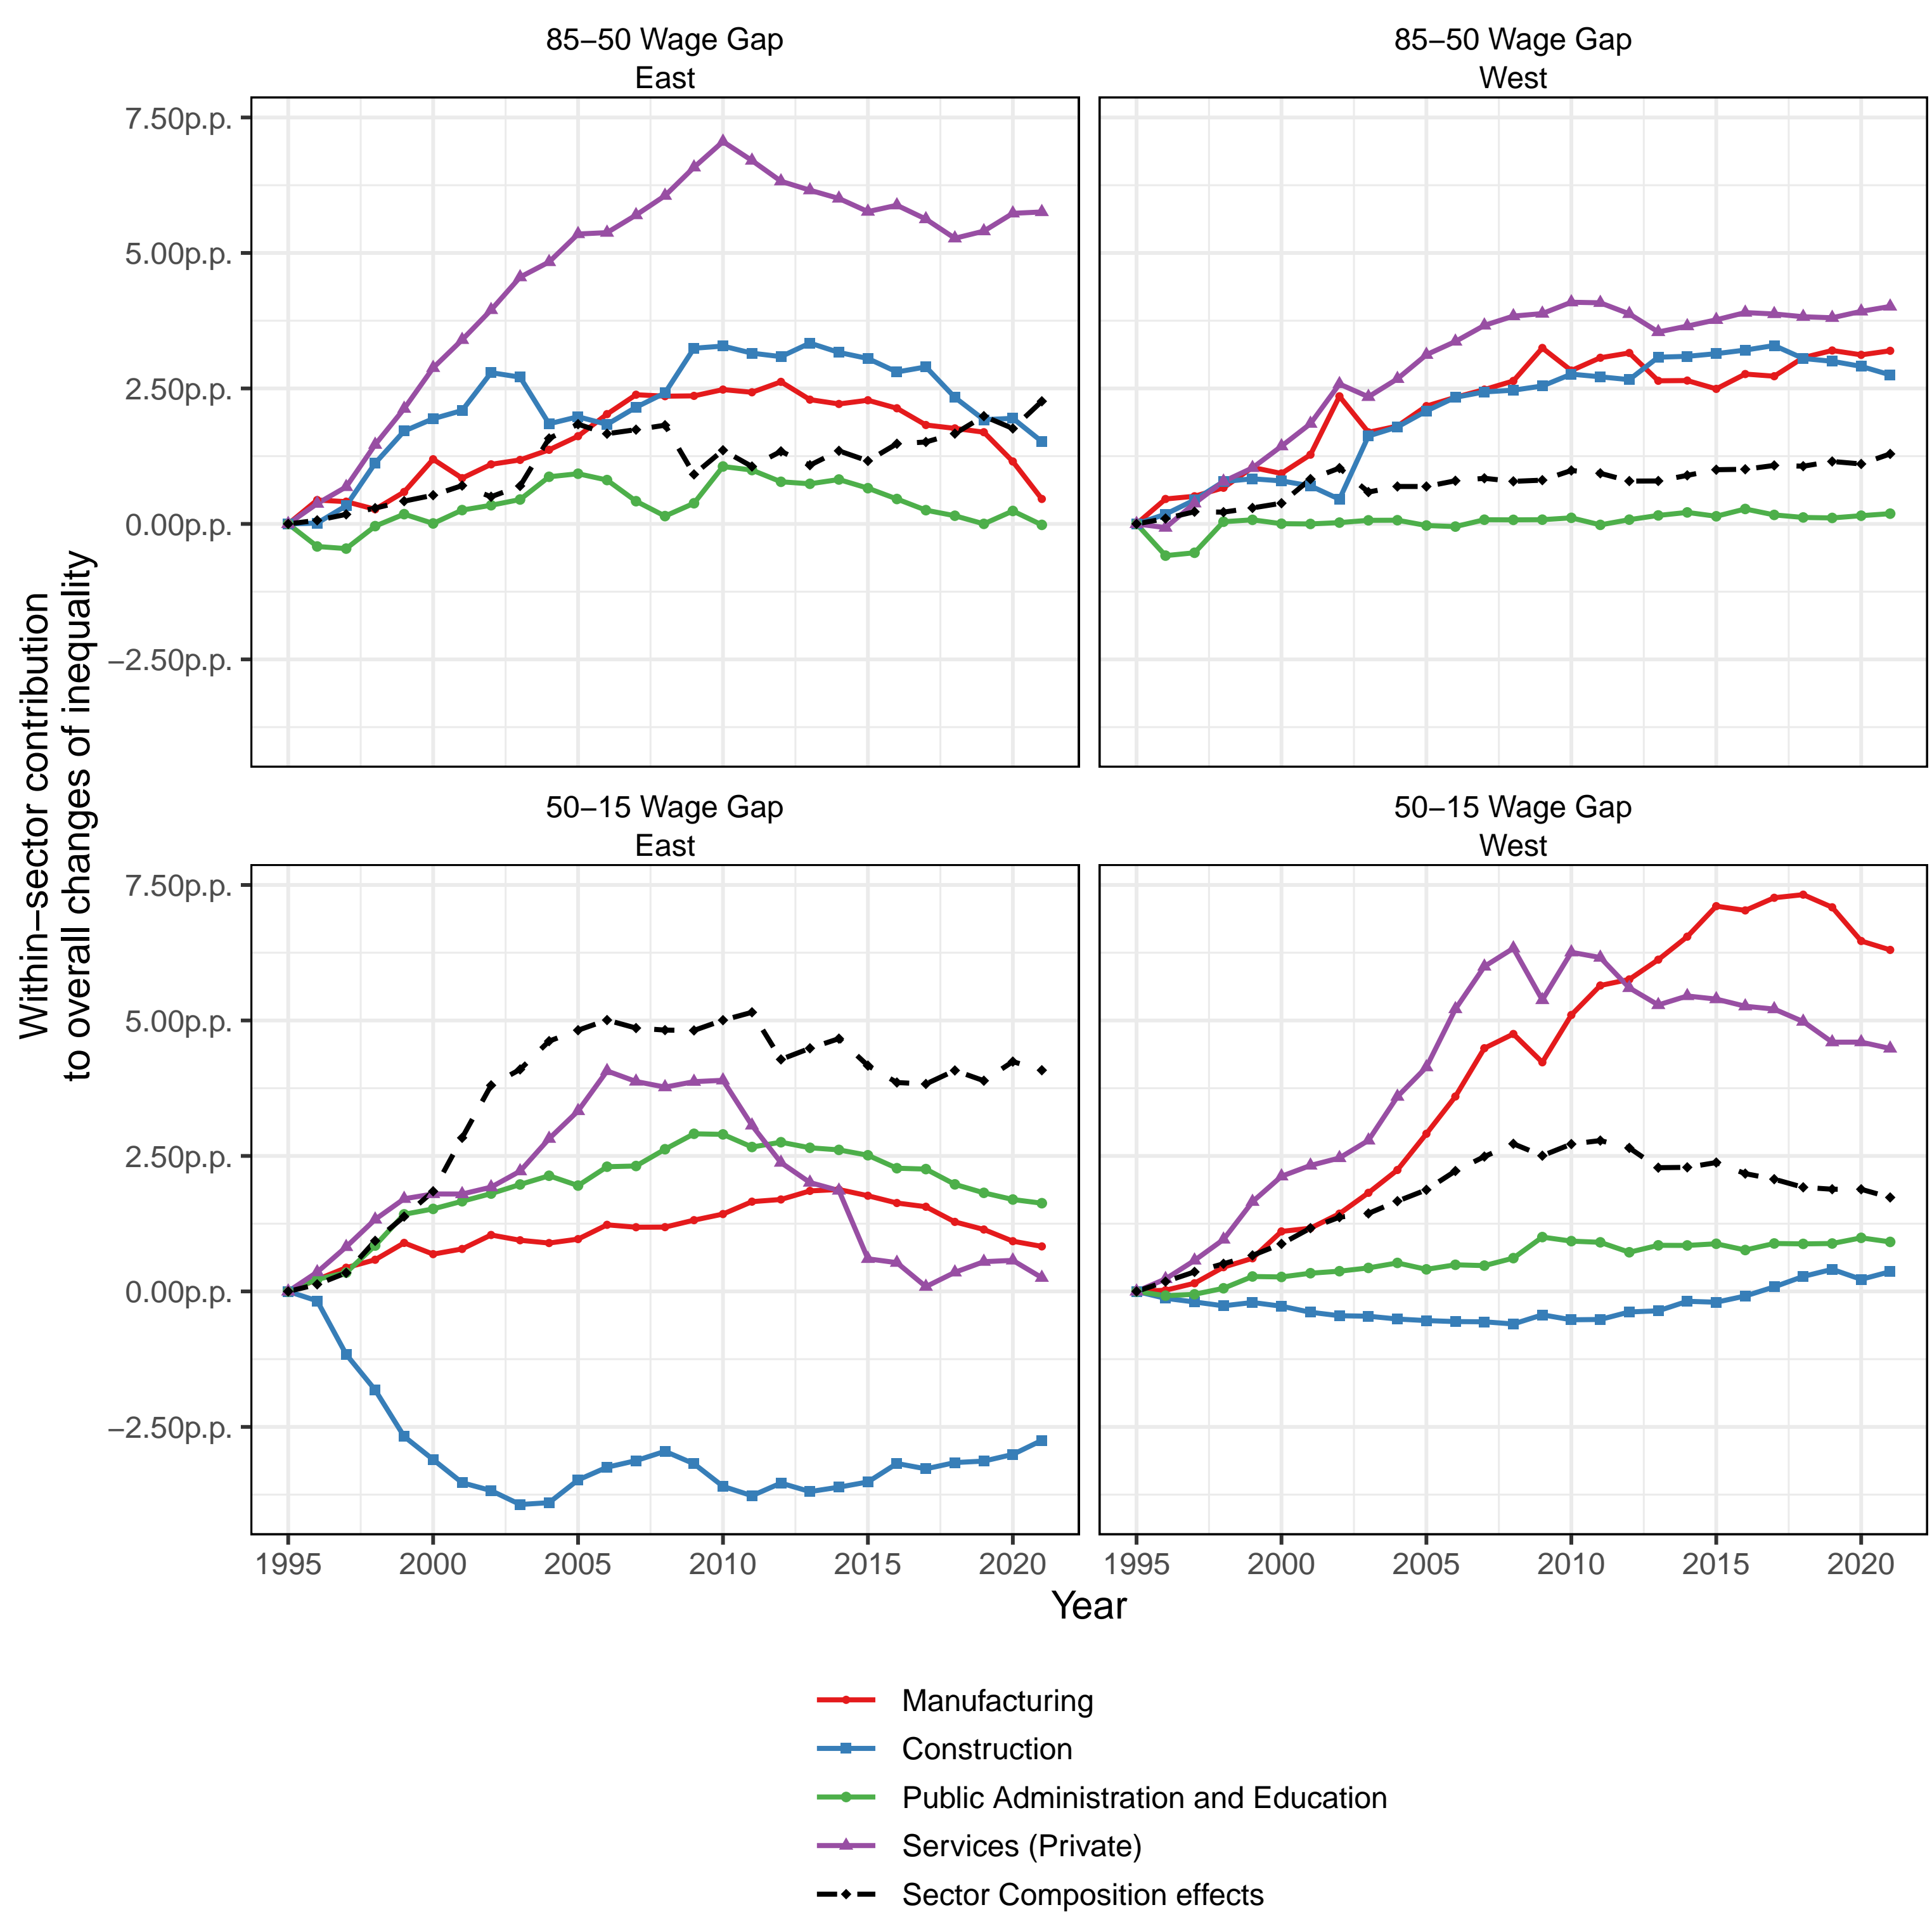 85−50 Wage Gap
East
85−50 Wage Gap
West
7.50p.p.
5.00p.p.
2.50p.p.
0.00p.p.
−2.50p.p.
50−15 Wage Gap
East
50−15 Wage Gap
West
7.50p.p.
5.00p.p.
2.50p.p.
0.00p.p.
−2.50p.p.
Within−sector contribution
to overall changes of inequality
1995 2000 2005 2010 2015 2020
1995 2000 2005 2010 2015 2020
Year
Manufacturing
Construction
Public Administration and Education
Services (Private)
Sector Composition effects